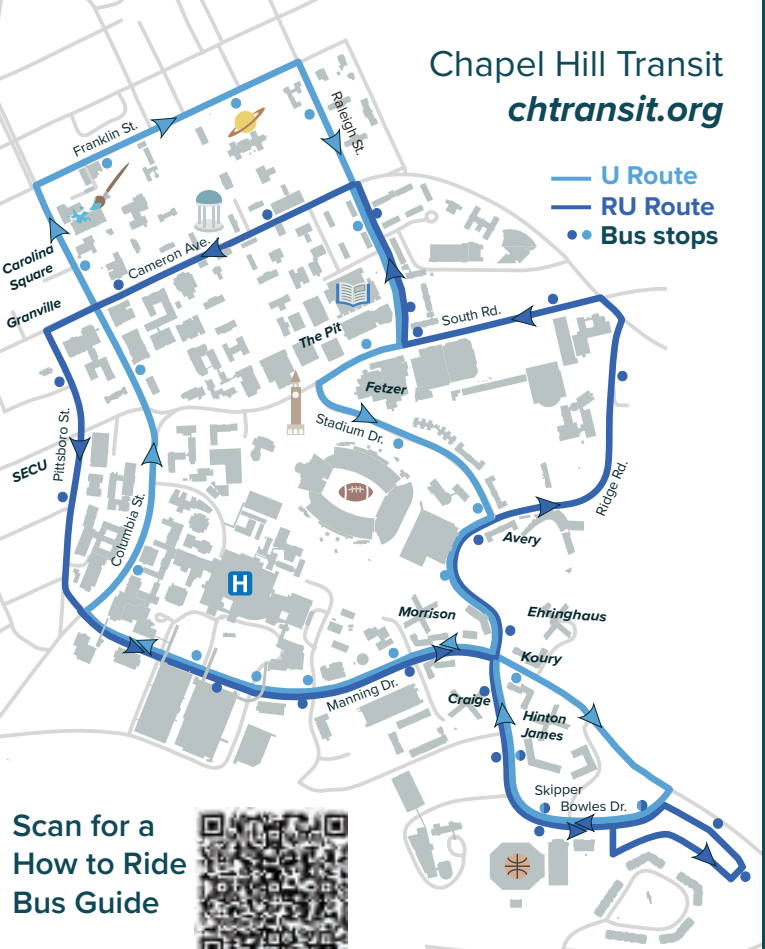 Chapel Hill Transit
chtransit.org
U Route
RU Route
Bus stops
Franklin St.
Raleigh St.
Carolina
Square
Cameron Ave.
Granville
The Pit
South Rd.
Fetzer
Stadium Dr.
Pittsboro St.
SECU
Columbia St.
Ridge Rd.
Avery
H
Morrison
Ehringhaus
Koury
Manning Dr.
Craige
Hinton
James
Skipper
Bowles Dr.
Scan for a
How to Ride
Bus Guide